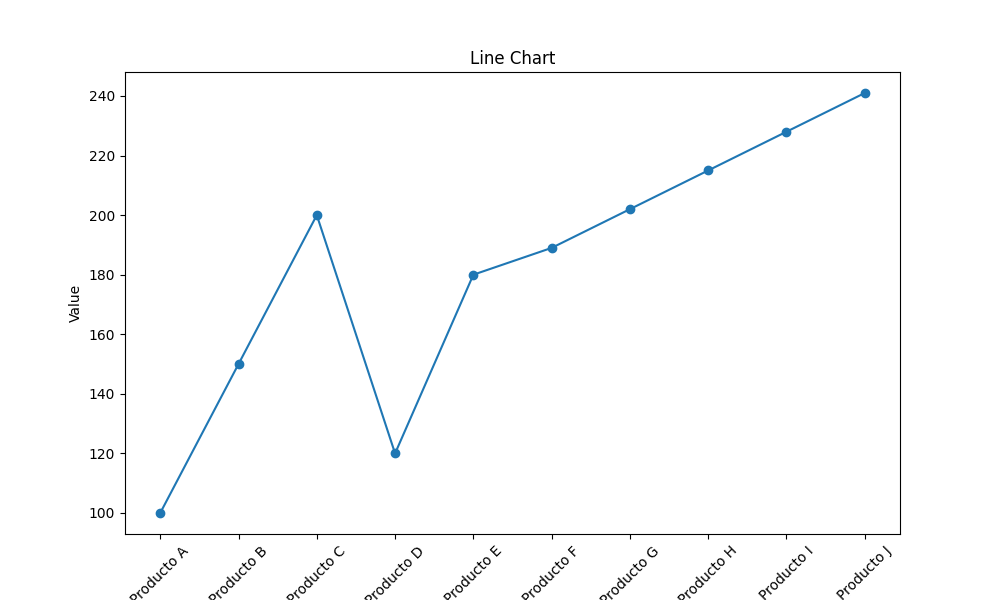 Line Chart
Value
240
220
200
180
160
140
120
100
Producto A
Producto B
Producto C
Producto D
Producto E
Producto F
Producto G
Producto H
Producto I
Producto J